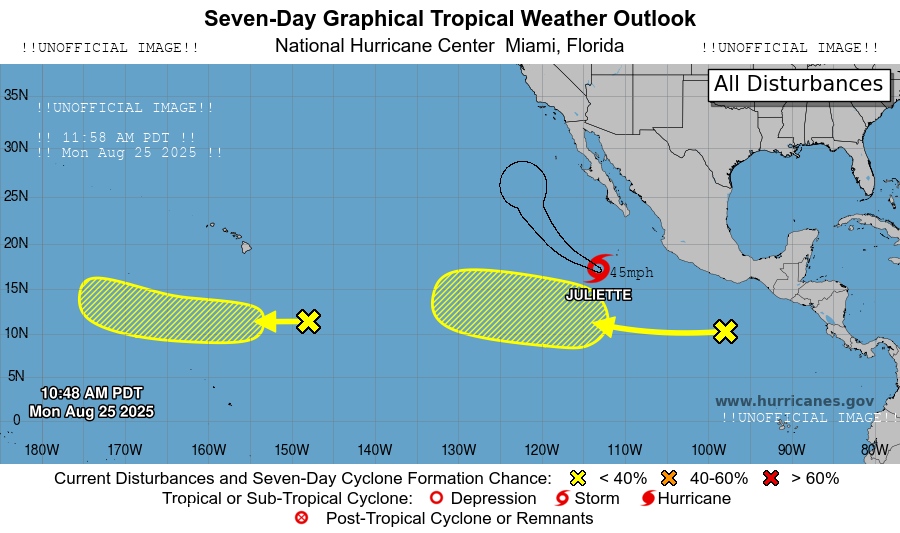 Seven-Day Graphical Tropical Weather Outlook
!!UNOFFICIAL IMAGE!! National Hurricane Center Miami, Florida !!UNOFFICIAL IMAGE!!
All Disturbances
35N
!!UNOFFICIAL IMAGE!!
!! 11:58 AM PDT !!
30N
!! Mon Aug 25 2025 !!
25N
20N
45mph
15N
JULIETTE
10N
5N
10:48 AM PDT
Mon Aug 25 2025
www.hurricanes.gov
0
!!UNOFFICIAL IMAGE!!
180W 170W 160W 150W 140W 130W 120W 110W 100W 90W 80W
Current Disturbances and Seven-Day Cyclone Formation Chance: < 40% 40-60% > 60%
Tropical or Sub-Tropical Cyclone: Depression Storm Hurricane
Post-Tropical Cyclone or Remnants